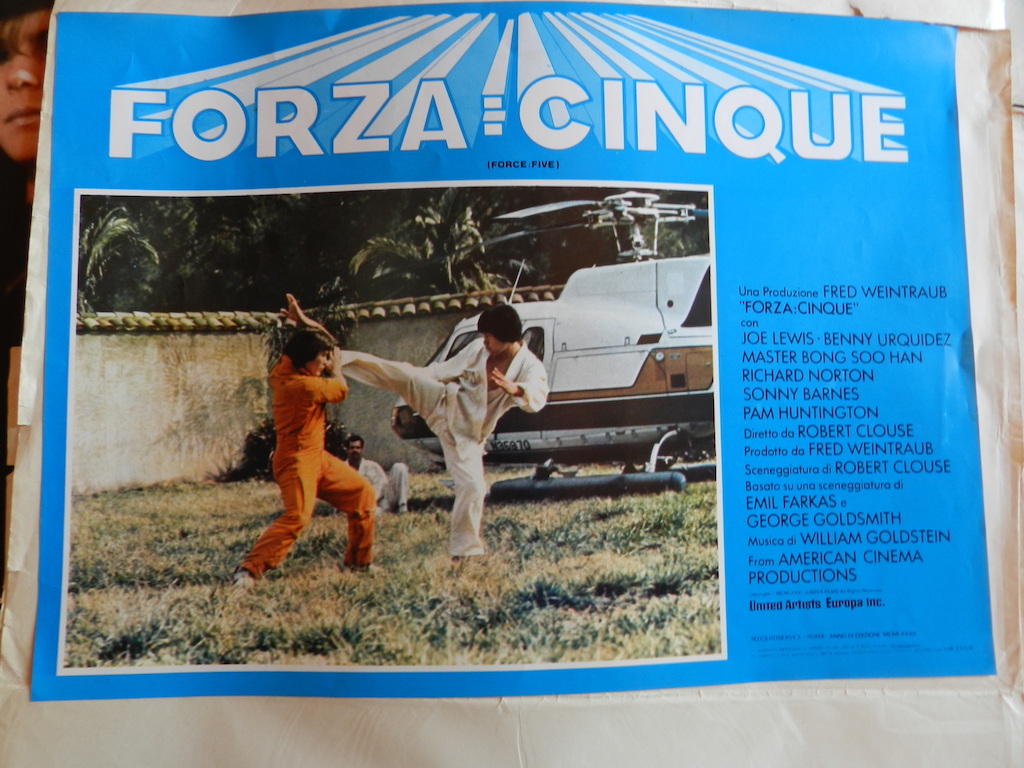 FORZA:CINQUE
(FORCE:FIVE)
Una Produzione FRED WEINTRAUB
"FORZA:CINQUE"
con
JOE LEWIS · BENNY URQUIDEZ
MASTER BONG SOO HAN
RICHARD NORTON
SONNY BARNES
PAM HUNTINGTON
Diretto da ROBERT CLOUSE
Prodotto da FRED WEINTRAUB
Sceneggiatura di ROBERT CLOUSE
Basato su una sceneggiatura di
EMIL FARKAS e
GEORGE GOLDSMITH
Musica di WILLIAM GOLDSTEIN
From AMERICAN CINEMA
PRODUCTIONS
United Artists Europa inc.
ANNO DI EDIZIONE